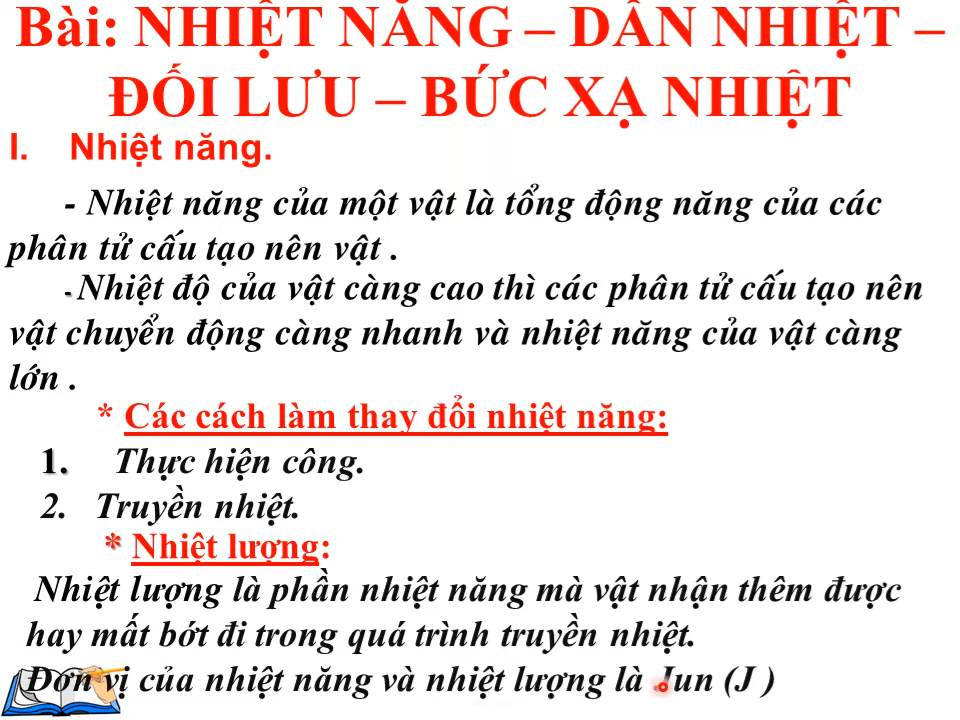 Bài: NHIỆT NĂNG – DẪN NHIỆT –
ĐỐI LƯU – BỨC XẠ NHIỆT
I. Nhiệt năng.
- Nhiệt năng của một vật là tổng động năng của các
phân tử cấu tạo nên vật .
- Nhiệt độ của vật càng cao thì các phân tử cấu tạo nên
vật chuyển động càng nhanh và nhiệt năng của vật càng
lớn .
* Các cách làm thay đổi nhiệt năng:
1. Thực hiện công.
2. Truyền nhiệt.
* Nhiệt lượng:
Nhiệt lượng là phần nhiệt năng mà vật nhận thêm được
hay mất bớt đi trong quá trình truyền nhiệt.
Đơn vị của nhiệt năng và nhiệt lượng là Jun (J )